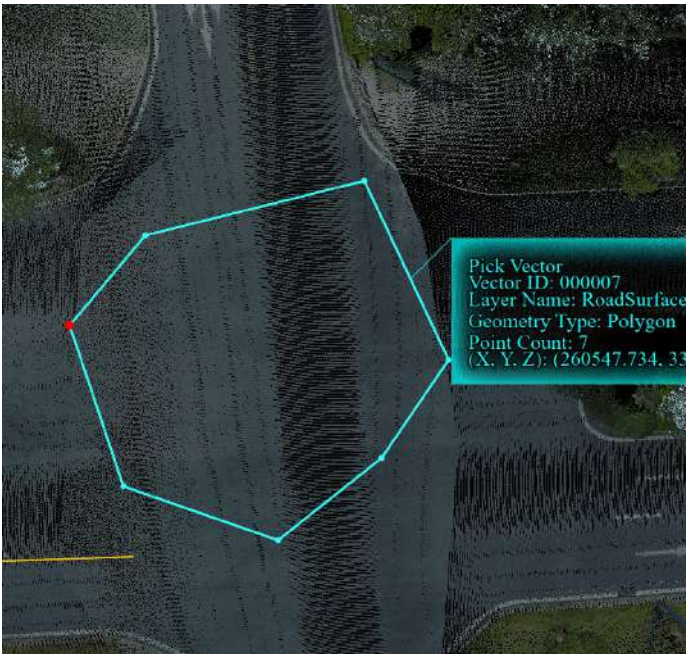 Pick Vector
Vector ID: 000007
Layer Name: RoadSurface
Geometry Type: Polygon
Point Count: 7
(X, Y, Z): (260547.734, 33